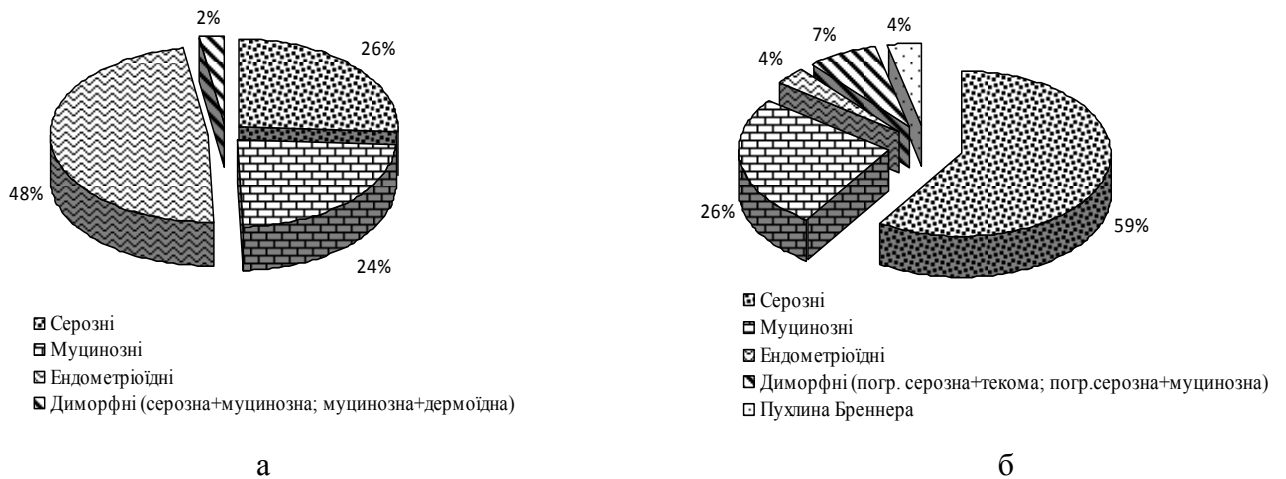 2%
26%
48%
24%
Серозні
Муцинозні
Ендометріоїдні
Диморфні (серозна+муцинозна; муцинозна+дермоїдна)
а
4%
7%
4%
26%
59%
Серозні
Муцинозні
Ендометріоїдні
Диморфні (погр. серозна+текома; погр.серозна+муцинозна)
Пухлина Бреннера
б